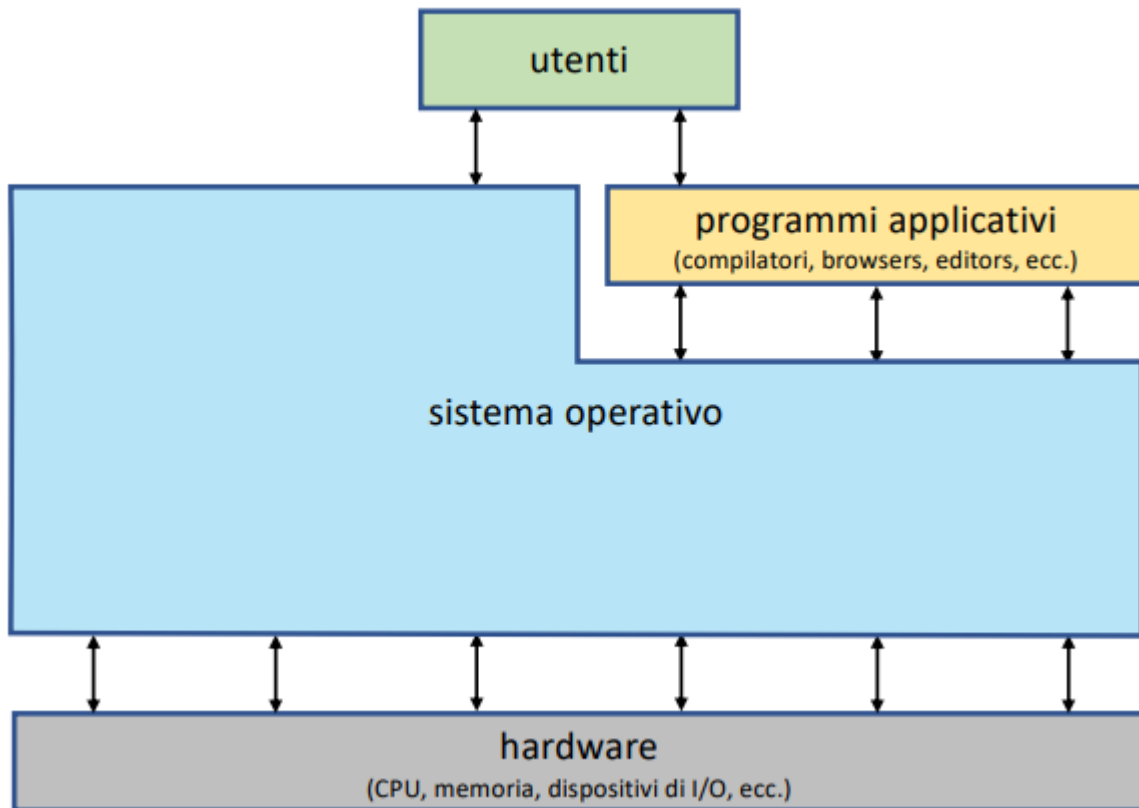 utenti
programmi applicativi
(compilatori, browsers, editors, ecc.)
sistema operativo
hardware
(CPU, memoria, dispositivi di I/O, ecc.)